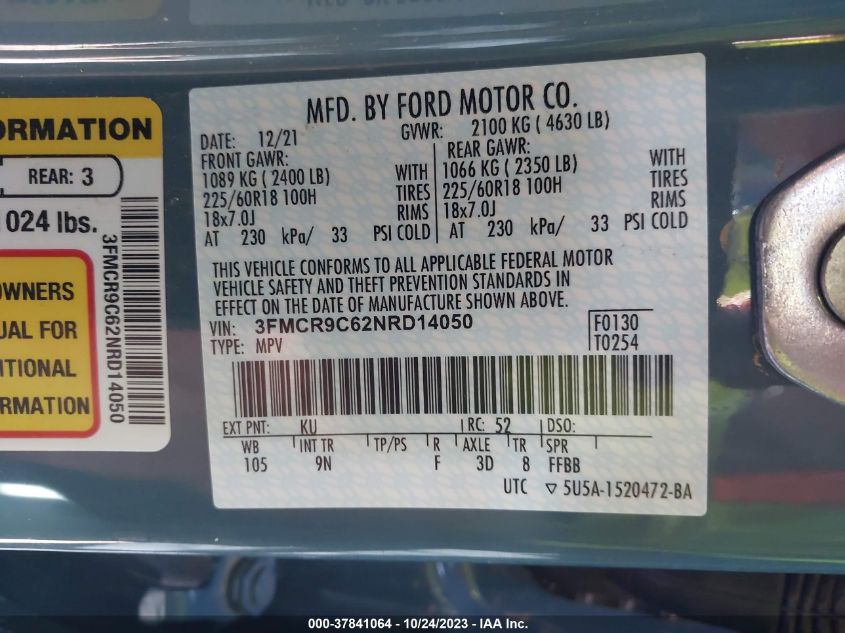 MFD. BY FORD MOTOR CO.
DATE: 12/21 GVWR: 2100 KG ( 4630 LB)
FRONT GAWR: REAR GAWR:
1089 KG ( 2400 LB) WITH 1066 KG ( 2350 LB) WITH
225/60R18 100H TIRES 225/60R18 100H TIRES
18x7.0J RIMS 18x7.0J RIMS
AT 230 kPa/ 33 PSI COLD AT 230 kPa/ 33 PSI COLD
THIS VEHICLE CONFORMS TO ALL APPLICABLE FEDERAL MOTOR
VEHICLE SAFETY AND THEFT PREVENTION STANDARDS IN
EFFECT ON THE DATE OF MANUFACTURE SHOWN ABOVE.
VIN: 3FMCR9C62NRD14050 F0130
TYPE: MPV T0254
EXT PNT: KU RC: 52 DSO:
WB INT TR TP/PS R AXLE TR SPR
105 9N F 3D 8 FFBB
UTC ▽ 5U5A-1520472-BA
ORMATION
REAR: 3
024 lbs.
3FMCR9C62NRD14050
OWNERS
UAL FOR
ITIONAL
ORMATION
000-37841064 - 10/24/2023 - IAA Inc.